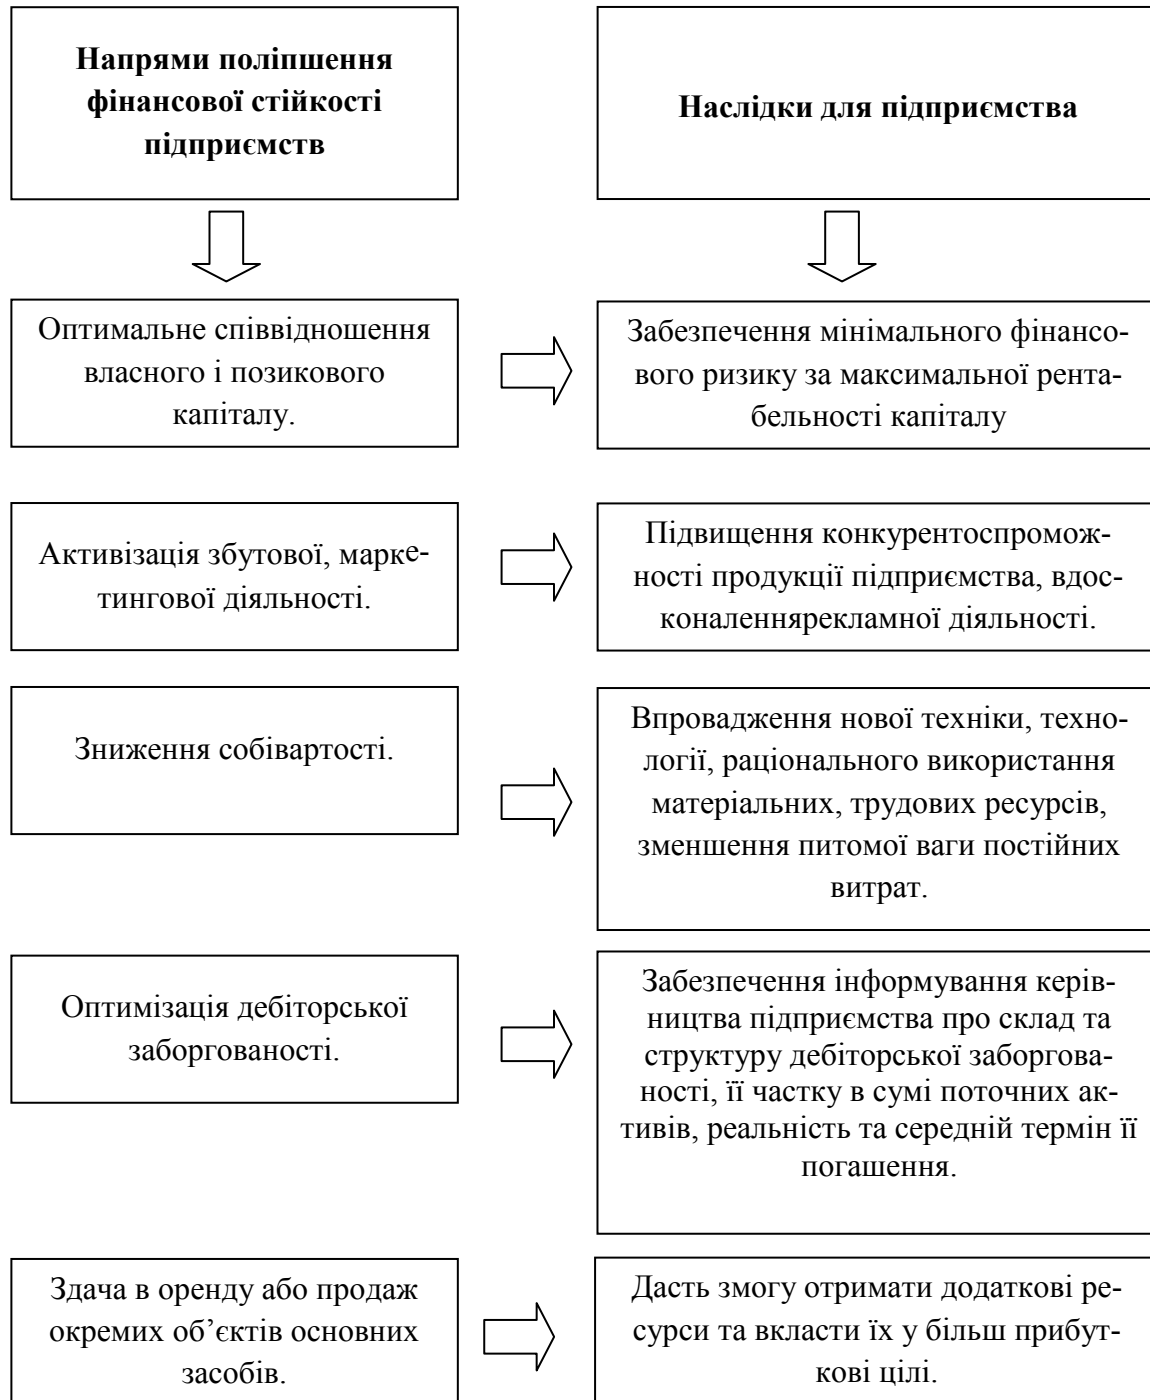 Напрями поліпшення
фінансової стійкості
підприємств
Наслідки для підприємства
Оптимальне співвідношення
власного і позикового
капіталу.
Забезпечення мінімального фінансо-
вого ризику за максимальної рента-
бельності капіталу
Активізація збутової, марке-
тингової діяльності.
Підвищення конкурентоспромож-
ності продукції підприємства, вдос-
коналеннярекламної діяльності.
Зниження собівартості.
Впровадження нової техніки, техно-
логії, раціонального використання
матеріальних, трудових ресурсів,
зменшення питомої ваги постійних
витрат.
Оптимізація дебіторської
заборгованості.
Забезпечення інформування керів-
ництва підприємства про склад та
структуру дебіторської заборгова-
ності, її частку в сумі поточних ак-
тивів, реальність та середній термін її
погашення.
Здача в оренду або продаж
окремих об’єктів основних
засобів.
Дасть змогу отримати додаткові ре-
сурси та вкласти їх у більш прибут-
кові цілі.